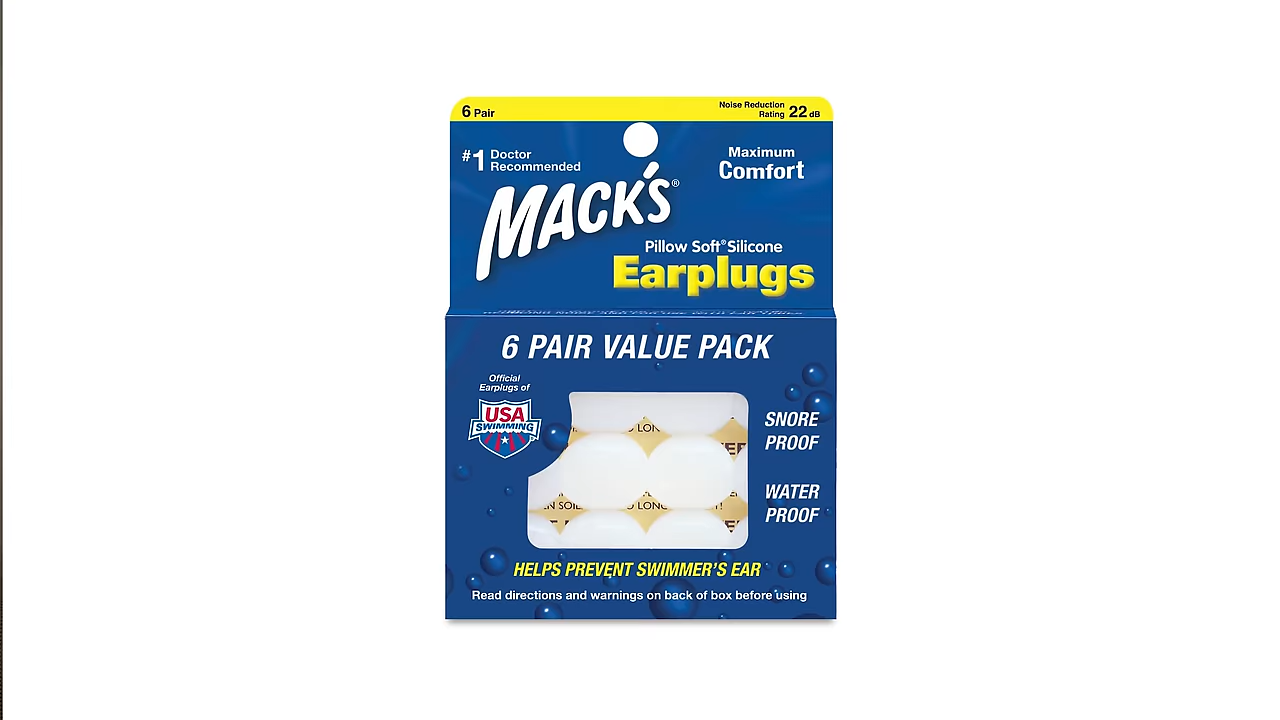 6 Pair
Noise Reduction
Rating 22 dB
#1 Doctor
Recommended
Maximum
Comfort
MACK'S®
Pillow Soft® Silicone
Earplugs
6 PAIR VALUE PACK
Official
Earplugs of
USA
SWIMMING
SNORE
PROOF
WATER
PROOF
HELPS PREVENT SWIMMER'S EAR
Read directions and warnings on back of box before using